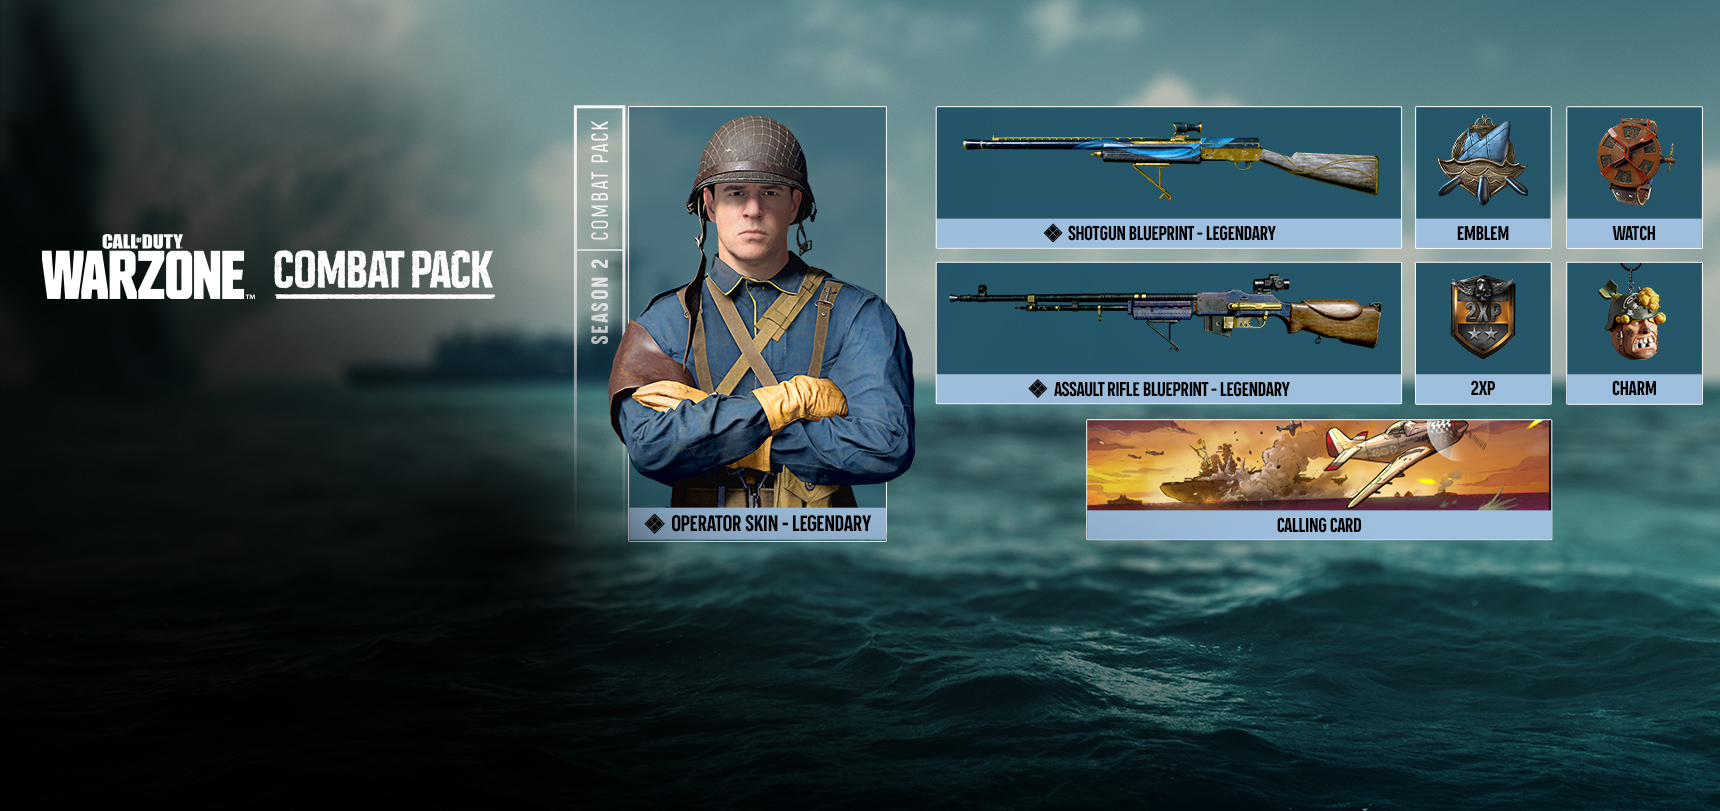 CALL OF DUTY
WARZONE™
COMBAT PACK
SEASON 2 COMBAT PACK
OPERATOR SKIN - LEGENDARY
SHOTGUN BLUEPRINT - LEGENDARY
EMBLEM
WATCH
ASSAULT RIFLE BLUEPRINT - LEGENDARY
2XP
2XP
CHARM
CALLING CARD